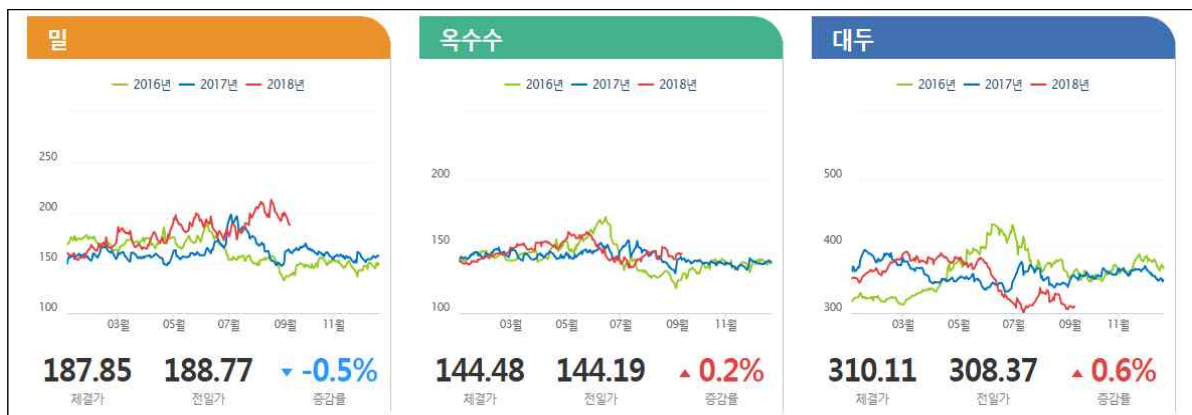 밀
2016년 2017년 2018년
250
200
150
100
03월 05월 07월 09월 11월
187.85 188.77 ▼ -0.5%
체결가 전일가 증감률
옥수수
2016년 2017년 2018년
200
150
100
03월 05월 07월 09월 11월
144.48 144.19 ▲ 0.2%
체결가 전일가 증감률
대두
2016년 2017년 2018년
500
400
300
03월 05월 07월 09월 11월
310.11 308.37 ▲ 0.6%
체결가 전일가 증감률